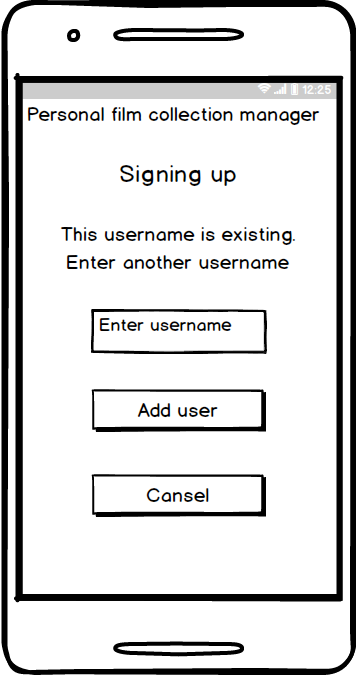 12:25
Personal film collection manager
Signing up
This username is existing.
Enter another username
Enter username
Add user
Cansel